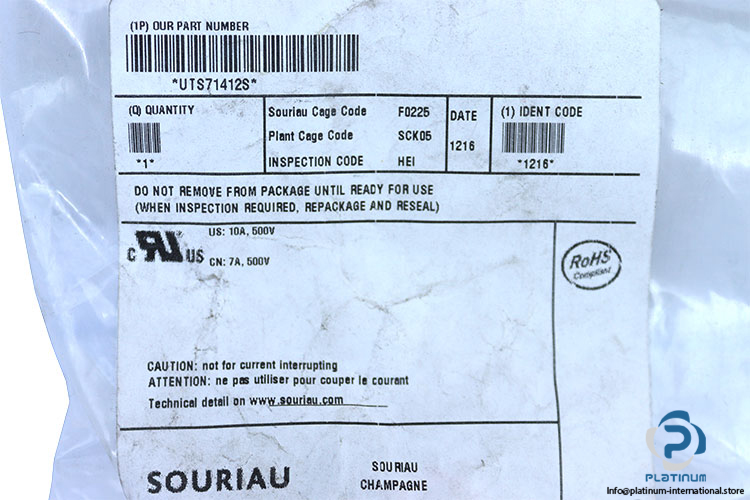 (1P) OUR PART NUMBER
*UTS71412S*
(Q) QUANTITY
*1*
Souriau Cage Code F0225
Plant Cage Code SCK05
INSPECTION CODE HEI
DATE
1216
(1) IDENT CODE
*1216*
DO NOT REMOVE FROM PACKAGE UNTIL READY FOR USE
(WHEN INSPECTION REQUIRED, REPACKAGE AND RESEAL)
C RU US
US: 10A, 500V
CN: 7A, 500V
RoHS
Compliant
CAUTION: not for current interrupting
ATTENTION: ne pas utiliser pour couper le courant
Technical detail on www.souriau.com
SOURIAU
SOURIAU
CHAMPAGNE
PLATINUM
Info@platinum-international.store